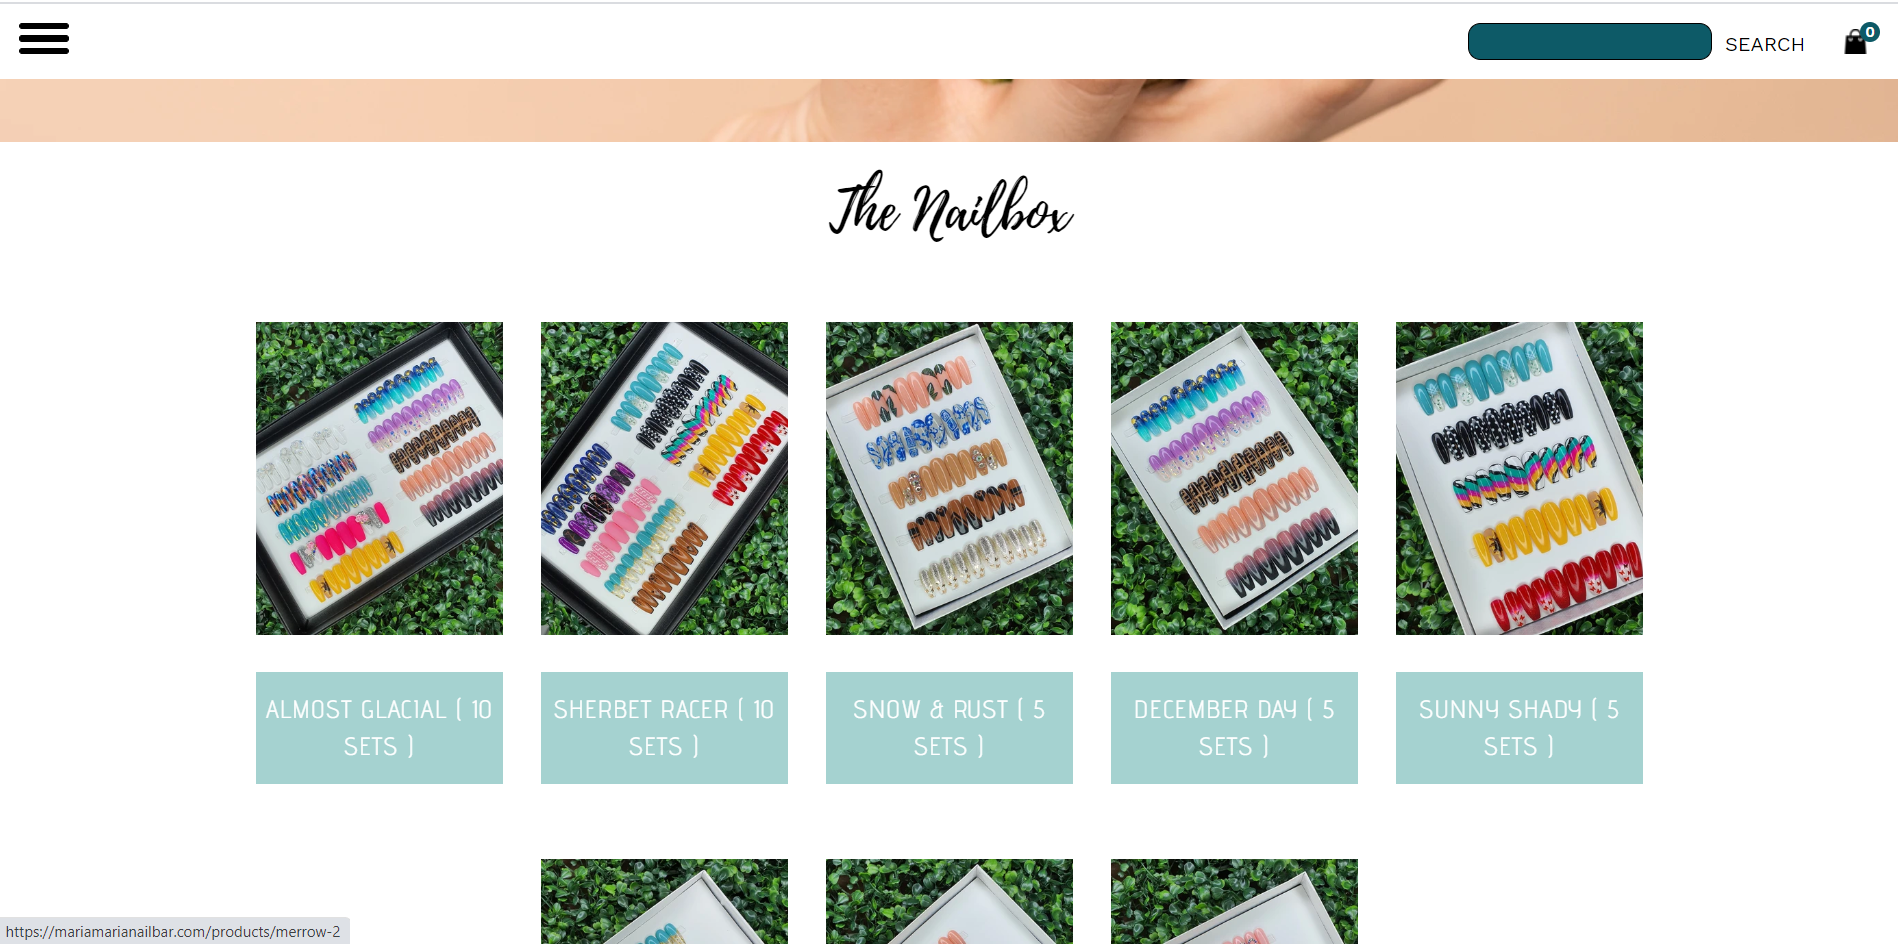 SEARCH
0
The Nailbox
ALMOST GLACIAL ( 10
SETS )
SHERBET RACER ( 10
SETS )
SNOW & RUST ( 5
SETS )
DECEMBER DAY ( 5
SETS )
SUNNY SHADY ( 5
SETS )
https://mariamarianailbar.com/products/merrow-2